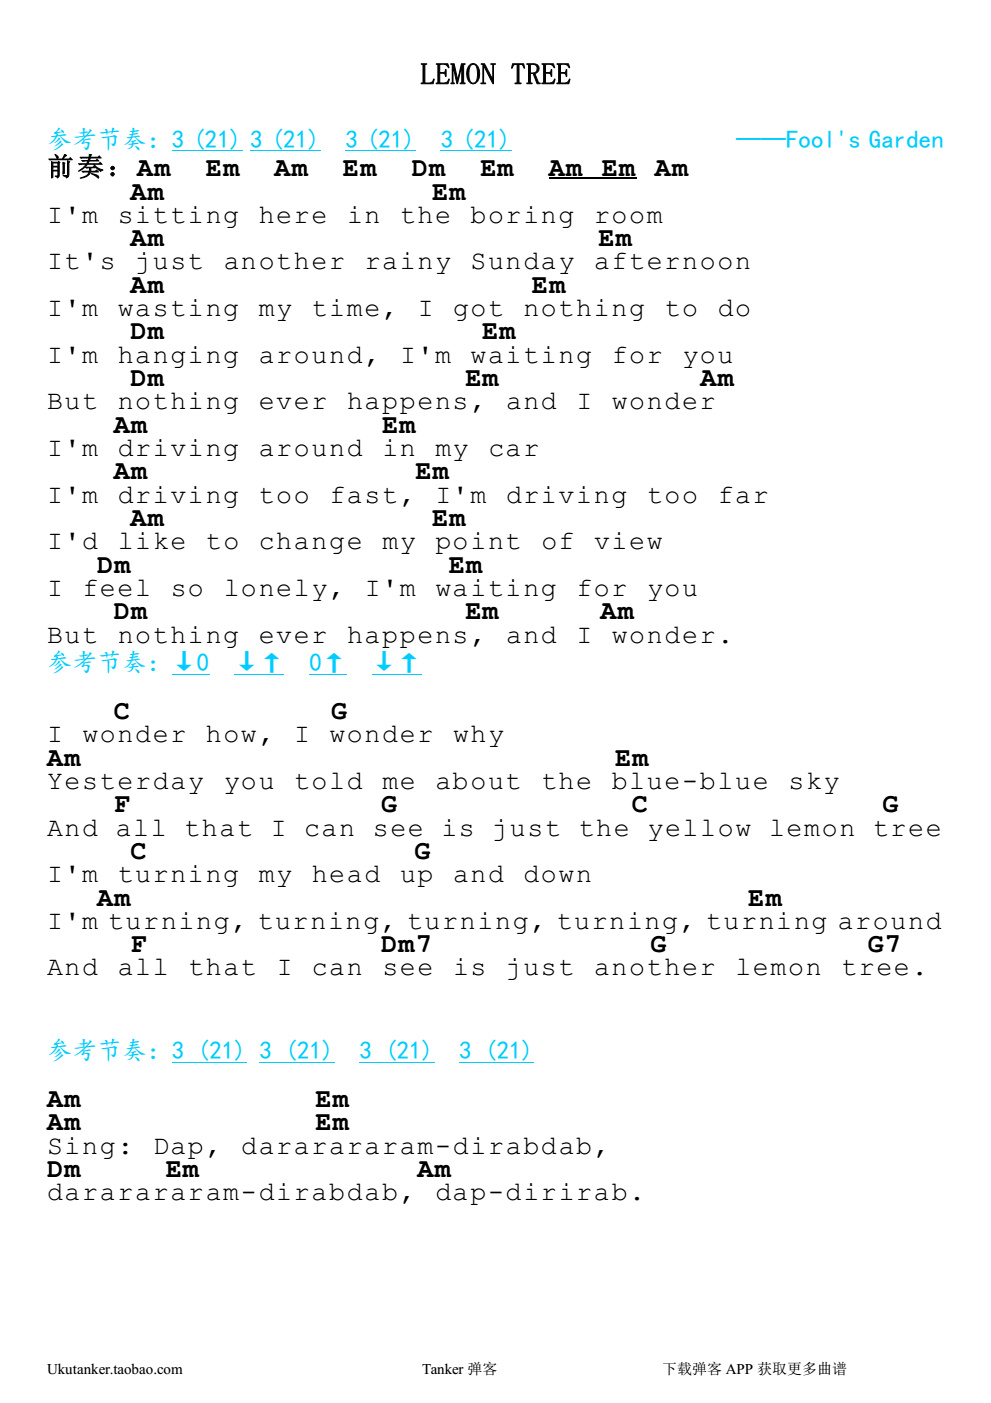 LEMON TREE
参考节奏: 3 (21) 3 (21) 3 (21) 3 (21) ——Fool's Garden
前奏: Am Em Am Em Dm Em Am Em Am
Am Em
I'm sitting here in the boring room
Am Em
It's just another rainy Sunday afternoon
Am Em
I'm wasting my time, I got nothing to do
Dm Em
I'm hanging around, I'm waiting for you
Dm Em Am
But nothing ever happens, and I wonder
Am Em
I'm driving around in my car
Am Em
I'm driving too fast, I'm driving too far
Am Em
I'd like to change my point of view
Dm Em
I feel so lonely, I'm waiting for you
Dm Em Am
But nothing ever happens, and I wonder.
参考节奏: ↓0 ↓↑ 0↑ ↓↑
C G
I wonder how, I wonder why
Am Em
Yesterday you told me about the blue-blue sky
F G C G
And all that I can see is just the yellow lemon tree
C G
I'm turning my head up and down
Am Em
I'm turning, turning, turning, turning, turning around
F Dm7 G G7
And all that I can see is just another lemon tree.
参考节奏: 3 (21) 3 (21) 3 (21) 3 (21)
Am Em
Am Em
Sing: Dap, dararararam-dirabdab,
Dm Em Am
dararararam-dirabdab, dap-dirirab.
Ukutanker.taobao.com Tanker 弹客 下载弹客 APP 获取更多曲谱